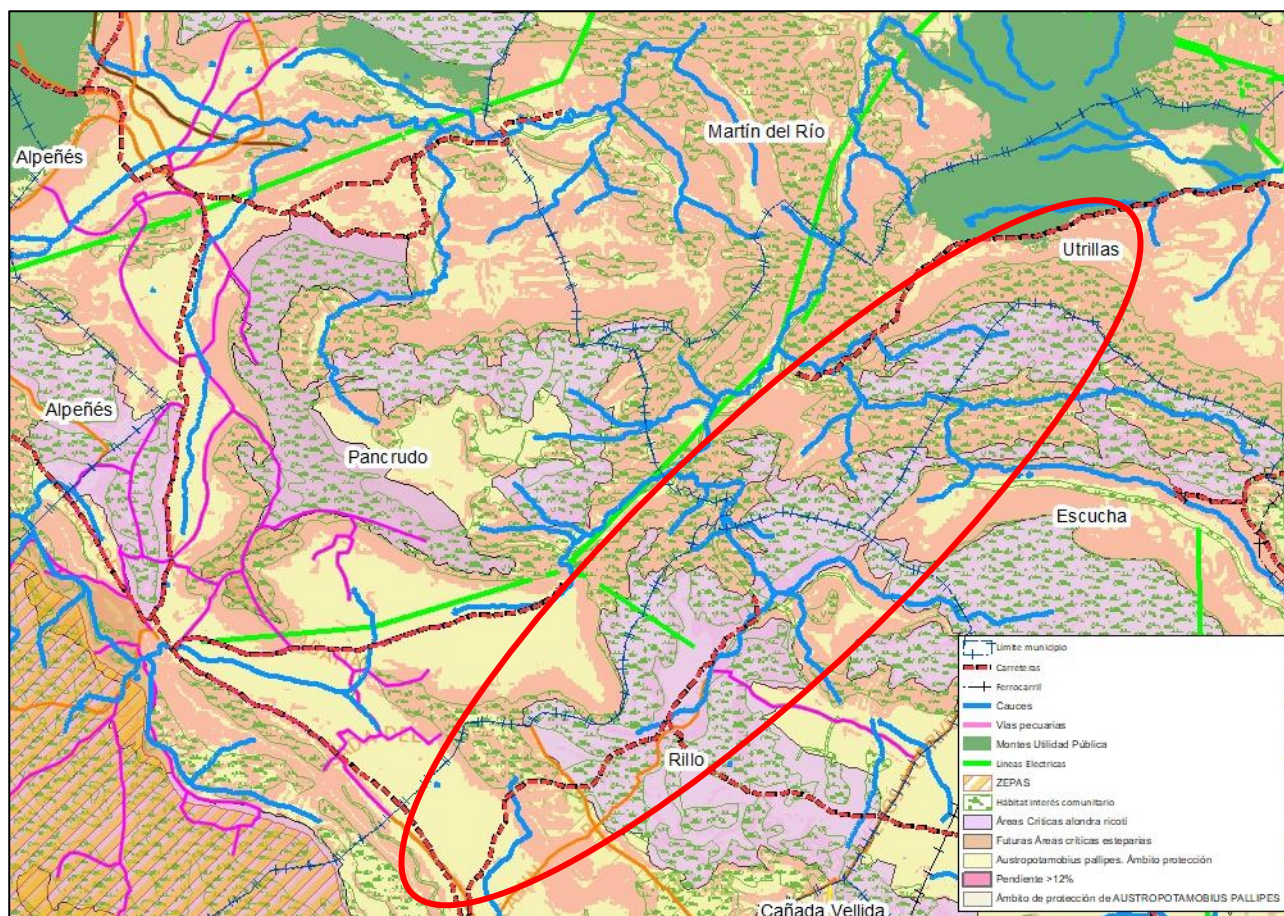 Martín del Río
Alpeñés
Utrillas
Alpeñés
Pancrudo
Escucha
Rillo
Cañada Vellida
Límite municipio
Carreteras
Ferrocarril
Cauces
Vías pecuarias
Montes Utilidad Pública
Líneas Electricas
ZEPAS
Hábitat interés comunitario
Áreas Críticas alondra ricotí
Futuras Áreas críticas esteparias
Austropotamobius pallipes. Ámbito protección
Pendiente >12%
Ámbito de protección de AUSTROPOTAMOBIUS PALLIPES